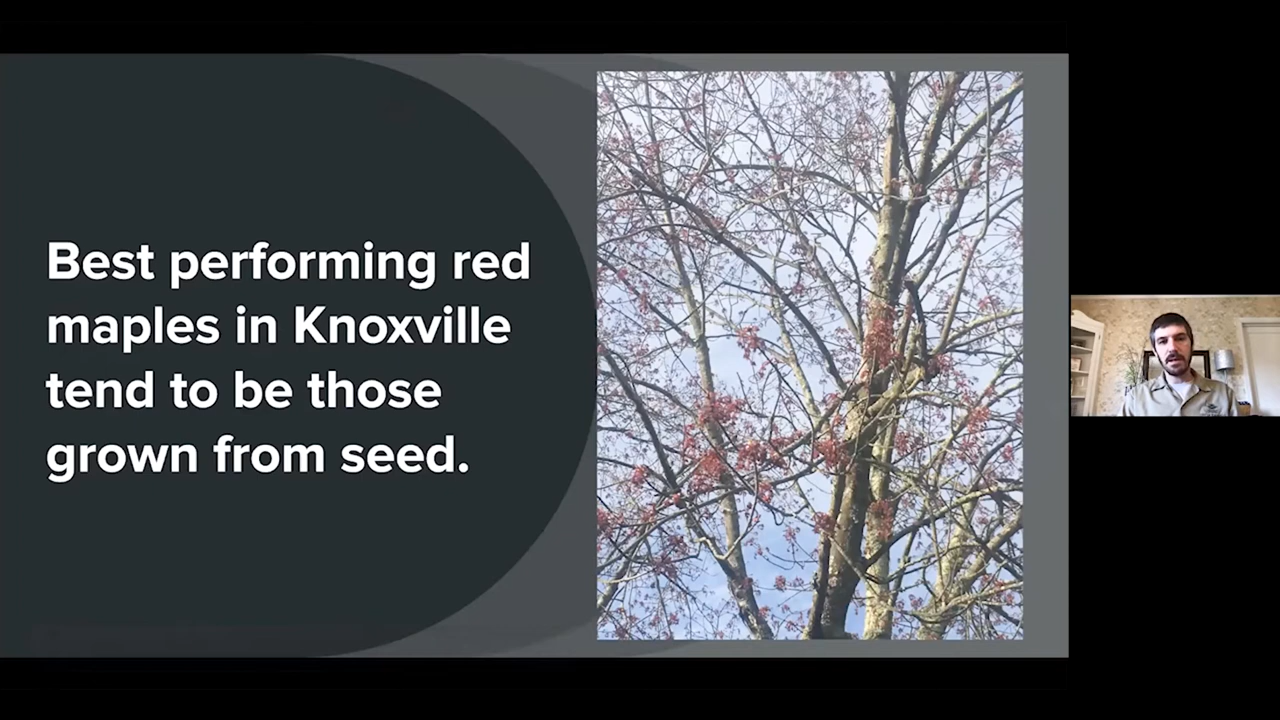 Best performing red
maples in Knoxville
tend to be those
grown from seed.